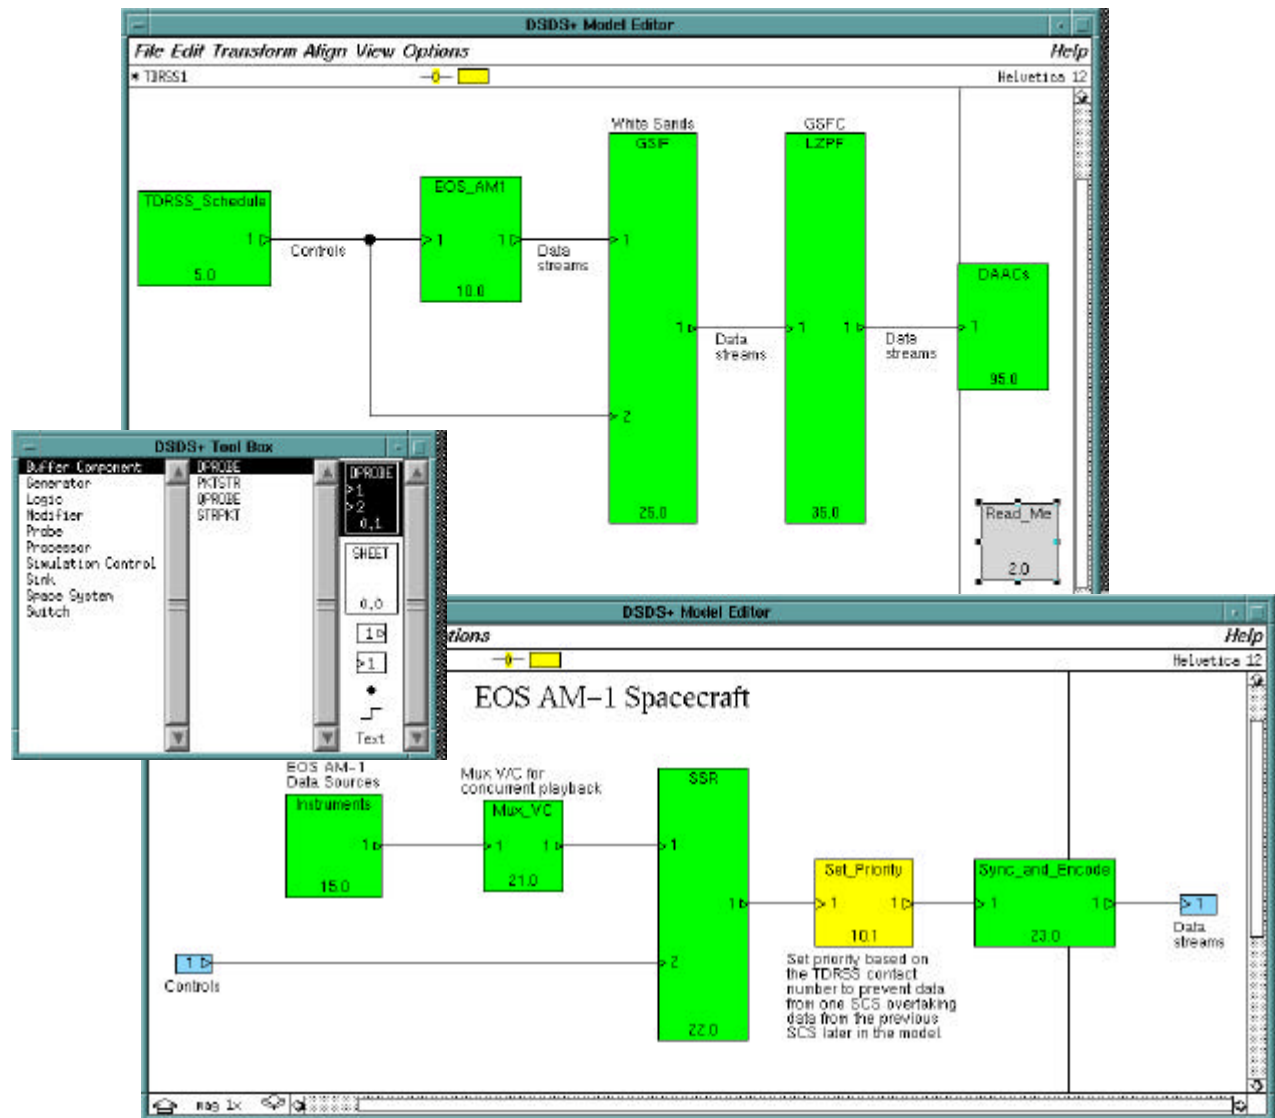 DSDS+ Model Editor
File Edit Transform Align View Options Help
* TDRSS1
Helvetica 12
White Sands
GSIF
GSFC
LZPF
TDRSS_Schedule
1
5.0
Controls
EOS_AM1
1 1
10.0
Data
streams
1
1
2
25.0
Data
streams
1 1
35.0
Data
streams
DAACs
1
95.0
Read_Me
2.0
DSDS+ Tool Box
Buffer Component
Generator
Logic
Modifier
Probe
Processor
Simulation Control
Sink
Space System
Switch
DPROBE
PKTSTR
QPROBE
STRPKT
DPROBE
>1
>2
0,1
SHEET
0,0
1
1
Text
DSDS+ Model Editor
tions Help
Helvetica 12
EOS AM-1 Spacecraft
EOS AM-1
Data Sources
Instruments
1
15.0
Mux V/C for
concurrent playback
Mux_VC
1 1
21.0
SSR
1
1
2
22.0
Set_Priority
1 1
10.1
Set priority based on
the TDRSS contact
number to prevent data
from one SCS overtaking
data from the previous
SCS later in the model
Sync_and_Encode
1 1
23.0
1
Data
streams
1
Controls
mag 1x